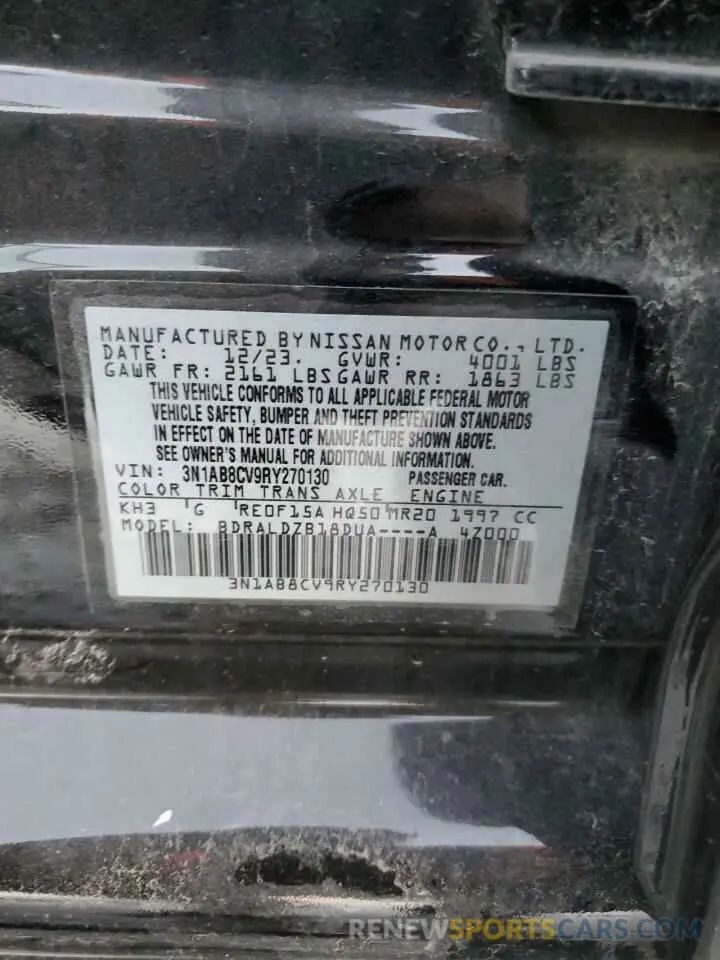 MANUFACTURED BY NISSAN MOTOR CO., LTD.
DATE: 12/23. GVWR: 4001 LBS
GAWR FR: 2161 LBS GAWR RR: 1863 LBS
THIS VEHICLE CONFORMS TO ALL APPLICABLE FEDERAL MOTOR
VEHICLE SAFETY, BUMPER AND THEFT PREVENTION STANDARDS
IN EFFECT ON THE DATE OF MANUFACTURE SHOWN ABOVE.
SEE OWNER'S MANUAL FOR ADDITIONAL INFORMATION.
VIN: 3N1AB8CV9RY270130 PASSENGER CAR.
COLOR TRIM TRANS AXLE ENGINE
KH3 G RE0F15A HQ50 MR20 1997 CC
MODEL: BDRALDZB18DUA----A 4Z000
3N1AB8CV9RY270130
RENEWSPORTSCARS.COM